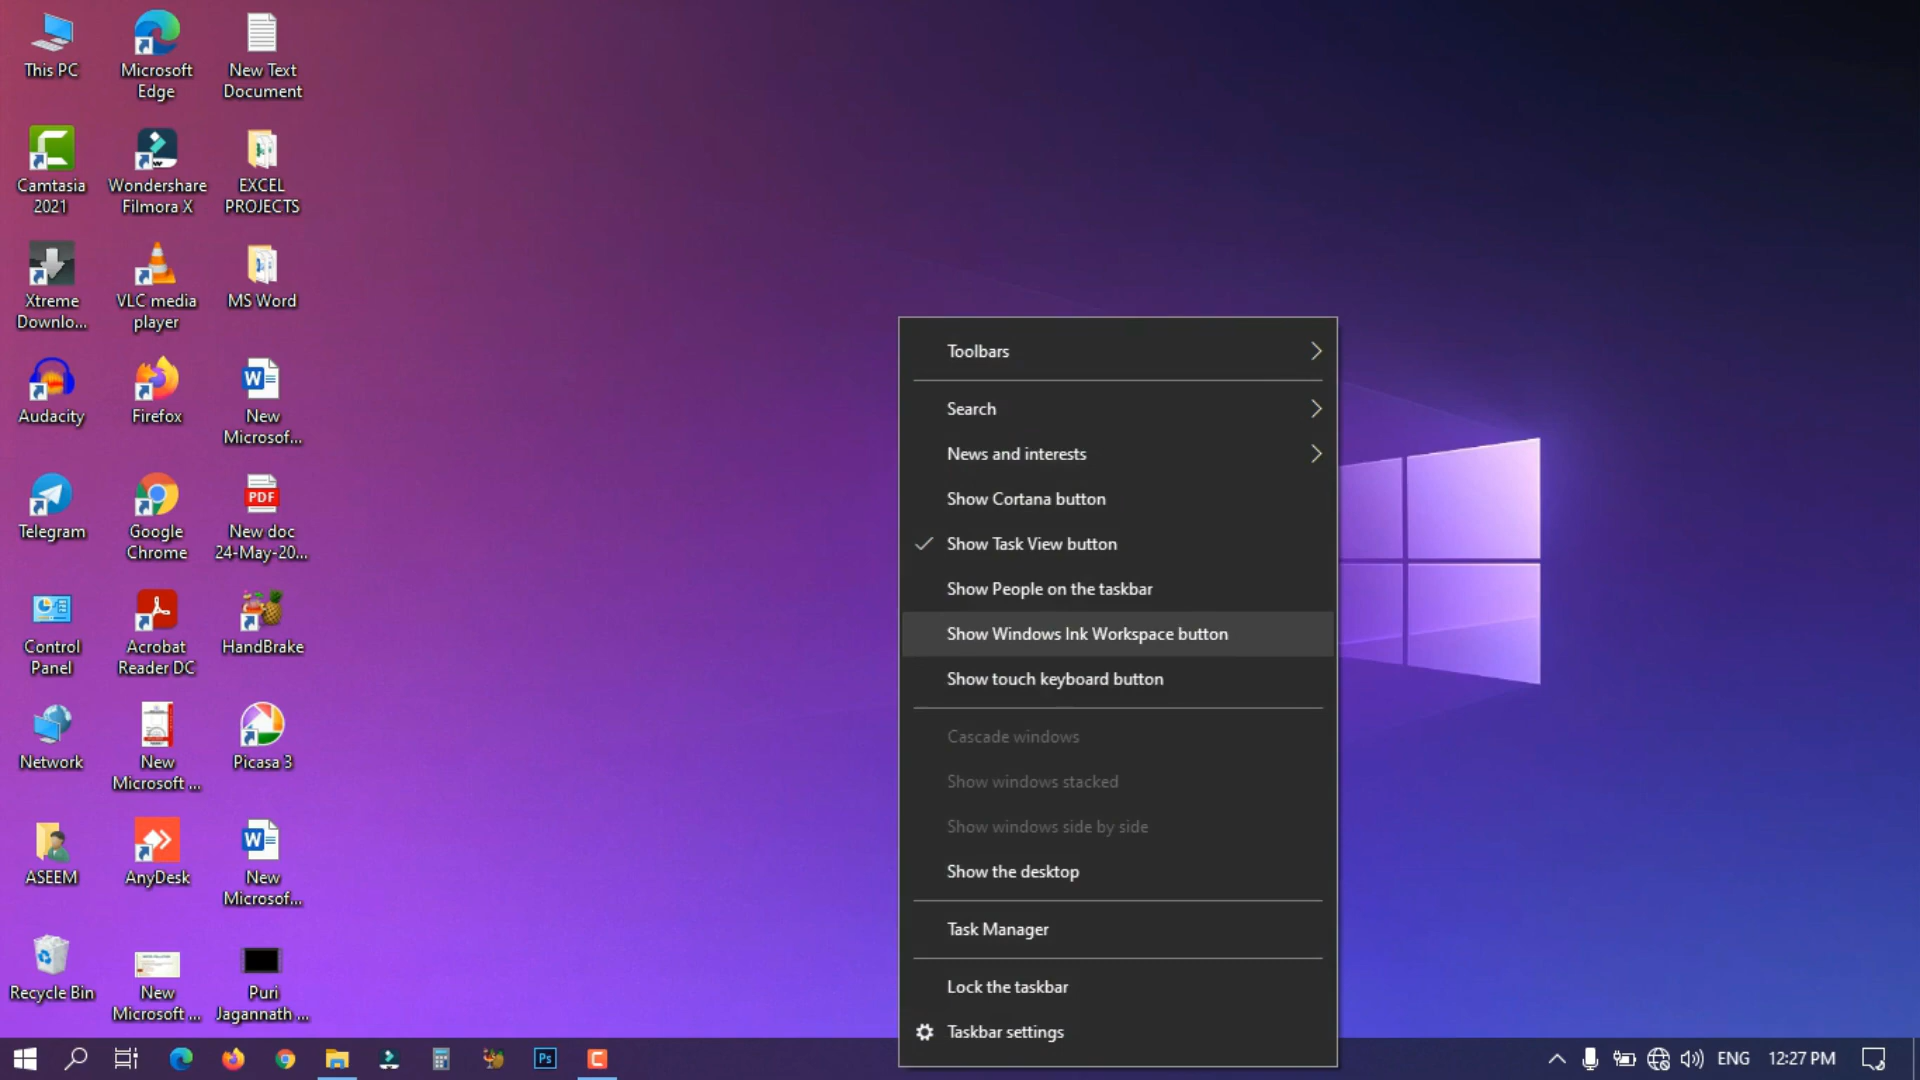 This PC
Microsoft
Edge
New Text
Document
Camtasia
2021
Wondershare
Filmora X
EXCEL
PROJECTS
Xtreme
Downlo...
VLC media
player
MS Word
Audacity
Firefox
New
Microsof...
Telegram
Google
Chrome
PDF
New doc
24-May-20...
Control
Panel
Acrobat
Reader DC
HandBrake
Network
New
Microsoft ...
Picasa 3
ASEEM
AnyDesk
New
Microsof...
Recycle Bin
New
Microsoft ...
Puri
Jagannath ...
Toolbars
Search
News and interests
Show Cortana button
Show Task View button
Show People on the taskbar
Show Windows Ink Workspace button
Show touch keyboard button
Cascade windows
Show windows stacked
Show windows side by side
Show the desktop
Task Manager
Lock the taskbar
Taskbar settings
Ps
ENG
12:27 PM